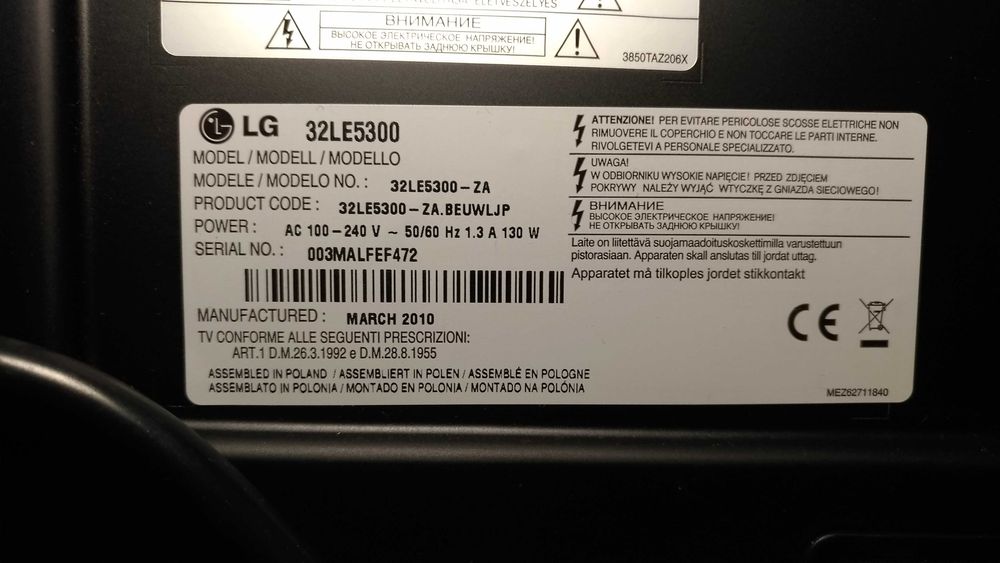 ÉLETVESZÉLYES
ВНИМАНИЕ
ВЫСОКОЕ ЭЛЕКТРИЧЕСКОЕ НАПРЯЖЕНИЕ!
НЕ ОТКРЫВАТЬ ЗАДНЮЮ КРЫШКУ!
3850TAZ206X
LG 32LE5300
MODEL / MODELL / MODELLO
MODELE / MODELO NO. : 32LE5300-ZA
PRODUCT CODE : 32LE5300-ZA.BEUWLJP
POWER : AC 100-240 V ~ 50/60 Hz 1.3 A 130 W
SERIAL NO. : 003MALFEF472
MANUFACTURED : MARCH 2010
TV CONFORME ALLE SEGUENTI PRESCRIZIONI:
ART.1 D.M.26.3.1992 e D.M.28.8.1955
ASSEMBLED IN POLAND / ASSEMBLIERT IN POLEN / ASSEMBLÉ EN POLOGNE
ASSEMBLATO IN POLONIA / MONTADO EN POLONIA / MONTADO NA POLÓNIA
ATTENZIONE! PER EVITARE PERICOLOSE SCOSSE ELETTRICHE NON
RIMUOVERE IL COPERCHIO E NON TOCCARE LE PARTI INTERNE.
RIVOLGETEVI A PERSONALE SPECIALIZZATO.
UWAGA!
W ODBIORNIKU WYSOKIE NAPIĘCIE! PRZED ZDJĘCIEM
POKRYWY NALEŻY WYJĄĆ WTYCZKĘ Z GNIAZDA SIECIOWEGO!
ВНИМАНИЕ
ВЫСОКОЕ ЭЛЕКТРИЧЕСКОЕ НАПРЯЖЕНИЕ!
НЕ ОТКРЫВАТЬ ЗАДНЮЮ КРЫШКУ!
Laite on liitettävä suojamaadoituskoskettimilla varustettuun
pistorasiaan. Apparaten skall anslutas till jordat uttag.
Apparatet må tilkoples jordet stikkontakt
CE
MEZ62711840